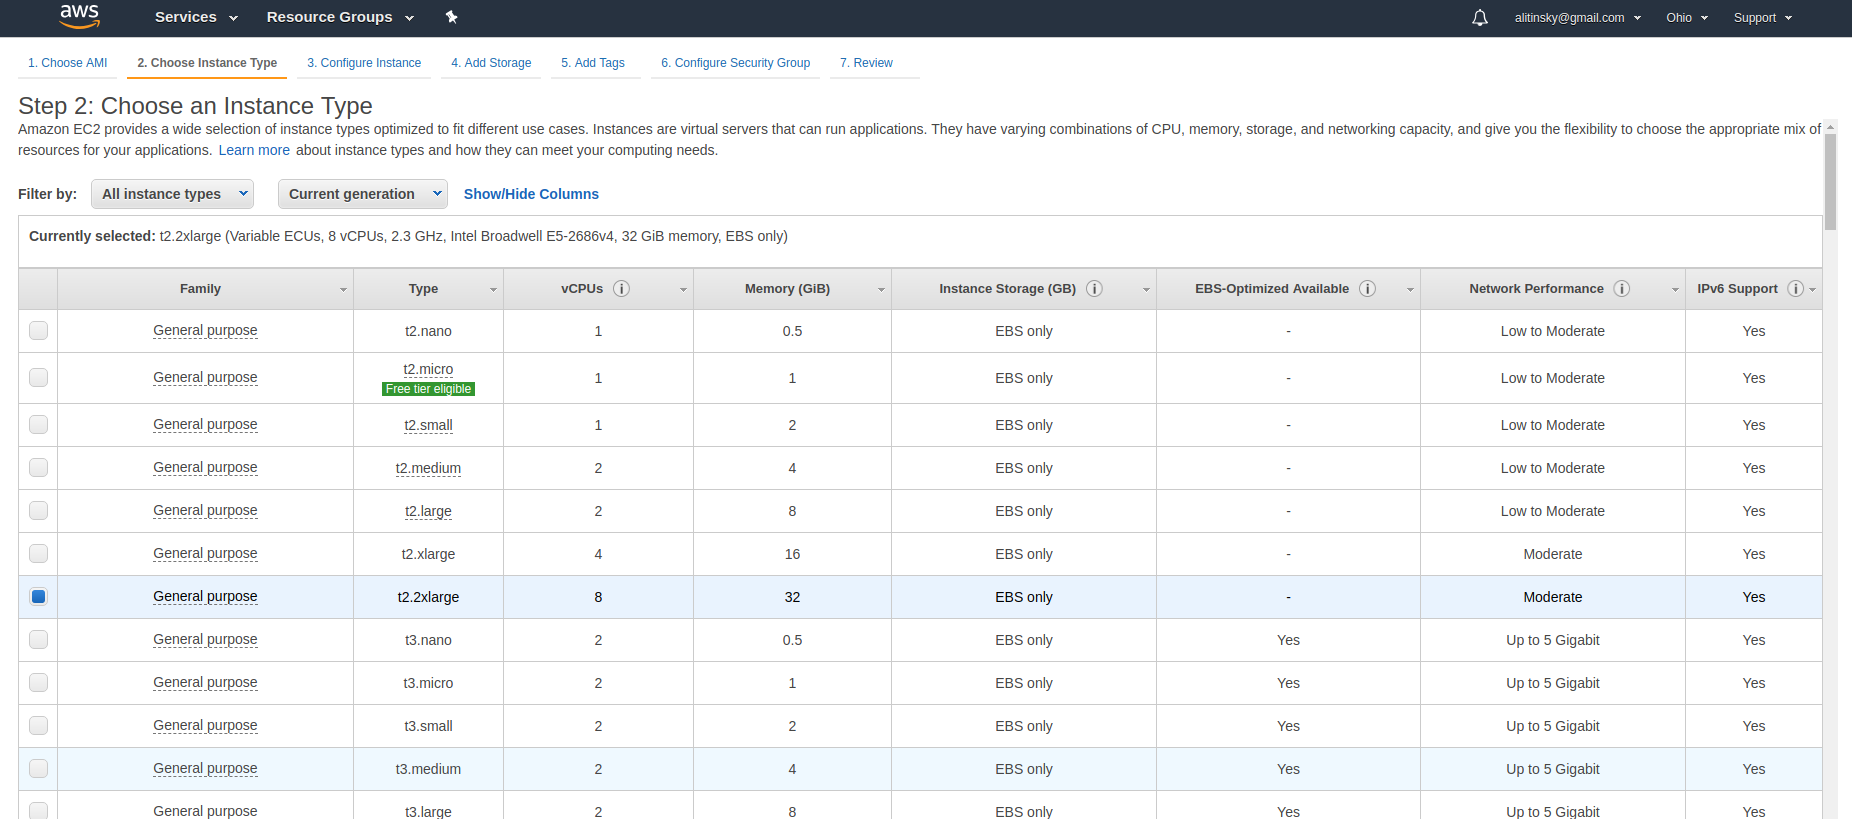 aws Services Resource Groups alitinsky@gmail.com Ohio Support
1. Choose AMI 2. Choose Instance Type 3. Configure Instance 4. Add Storage 5. Add Tags 6. Configure Security Group 7. Review
Step 2: Choose an Instance Type
Amazon EC2 provides a wide selection of instance types optimized to fit different use cases. Instances are virtual servers that can run applications. They have varying combinations of CPU, memory, storage, and networking capacity, and give you the flexibility to choose the appropriate mix of
resources for your applications. Learn more about instance types and how they can meet your computing needs.
Filter by: All instance types Current generation Show/Hide Columns
Currently selected: t2.2xlarge (Variable ECUs, 8 vCPUs, 2.3 GHz, Intel Broadwell E5-2686v4, 32 GiB memory, EBS only)
Family Type vCPUs i Memory (GiB) Instance Storage (GB) i EBS-Optimized Available i Network Performance i IPv6 Support i
General purpose t2.nano 1 0.5 EBS only - Low to Moderate Yes
General purpose t2.micro 1 1 EBS only - Low to Moderate Yes
Free tier eligible
General purpose t2.small 1 2 EBS only - Low to Moderate Yes
General purpose t2.medium 2 4 EBS only - Low to Moderate Yes
General purpose t2.large 2 8 EBS only - Low to Moderate Yes
General purpose t2.xlarge 4 16 EBS only - Moderate Yes
General purpose t2.2xlarge 8 32 EBS only - Moderate Yes
General purpose t3.nano 2 0.5 EBS only Yes Up to 5 Gigabit Yes
General purpose t3.micro 2 1 EBS only Yes Up to 5 Gigabit Yes
General purpose t3.small 2 2 EBS only Yes Up to 5 Gigabit Yes
General purpose t3.medium 2 4 EBS only Yes Up to 5 Gigabit Yes
General purpose t3.large 2 8 EBS only Yes Up to 5 Gigabit Yes